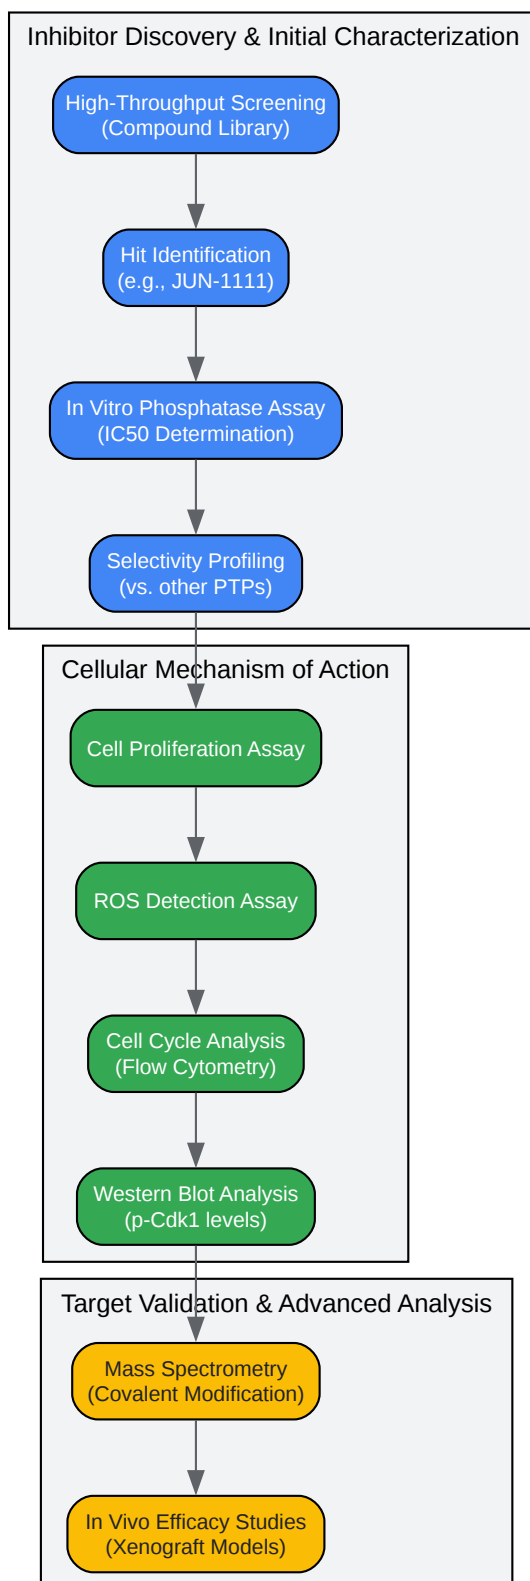 Inhibitor Discovery & Initial Characterization
High-Throughput Screening
(Compound Library)
Hit Identification
(e.g., JUN-1111)
In Vitro Phosphatase Assay
(IC50 Determination)
Selectivity Profiling
(vs. other PTPs)
Cellular Mechanism of Action
Cell Proliferation Assay
ROS Detection Assay
Cell Cycle Analysis
(Flow Cytometry)
Western Blot Analysis
(p-Cdk1 levels)
Target Validation & Advanced Analysis
Mass Spectrometry
(Covalent Modification)
In Vivo Efficacy Studies
(Xenograft Models)